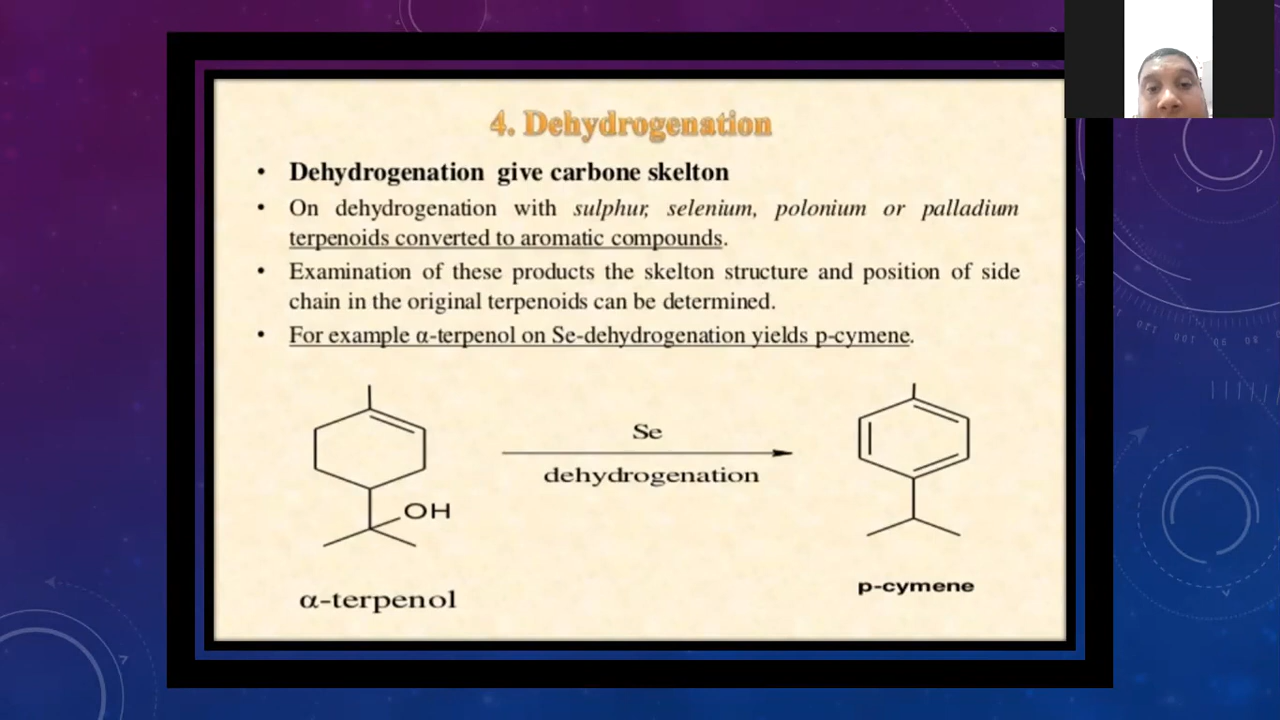 4. Dehydrogenation
• Dehydrogenation give carbone skelton
• On dehydrogenation with sulphur, selenium, polonium or palladium
terpenoids converted to aromatic compounds.
• Examination of these products the skelton structure and position of side
chain in the original terpenoids can be determined.
• For example α-terpenol on Se-dehydrogenation yields p-cymene.
Se
dehydrogenation
OH
α-terpenol
p-cymene